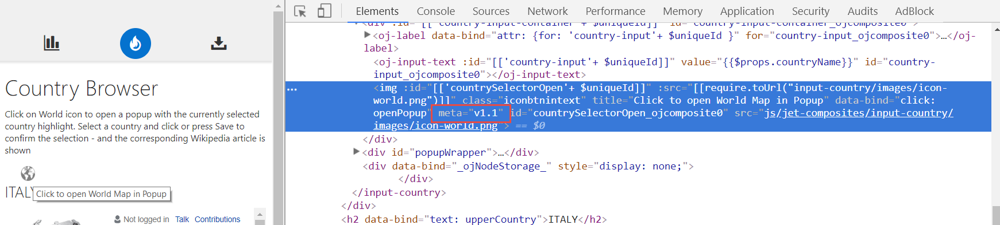 Elements Console Sources Network Performance Memory Application Security Audits AdBlock
<div :id="[['country-input-container'+ $uniqueId]]" id="country-input-container_ojcomposite0">
<oj-label data-bind="attr: {for: 'country-input'+ $uniqueId }" for="country-input_ojcomposite0">…</oj-
label>
<oj-input-text :id="[['country-input'+ $uniqueId]]" value="{{$props.countryName}}" id="country-
input_ojcomposite0"></oj-input-text>
<img :id="[['countrySelectorOpen'+ $uniqueId]]" :src="[[require.toUrl("input-country/images/icon-
world.png")]]" class="iconbtnintext" title="Click to open World Map in Popup" data-bind="click:
openPopup" meta="v1.1" id="countrySelectorOpen_ojcomposite0" src="js/jet-composites/input-country/
images/icon-world.png"> == $0
</div>
<div id="popupWrapper">…</div>
<div data-bind="_ojNodeStorage_" style="display: none;">
</div>
</input-country>
</div>
<h2 data-bind="text: upperCountry">ITALY</h2>
Country Browser
Click on World icon to open a popup with the currently selected
country highlight. Select a country and click or press Save to
confirm the selection - and the corresponding Wikipedia article is
shown
ITALY
Click to open World Map in Popup
Not logged in Talk Contributions